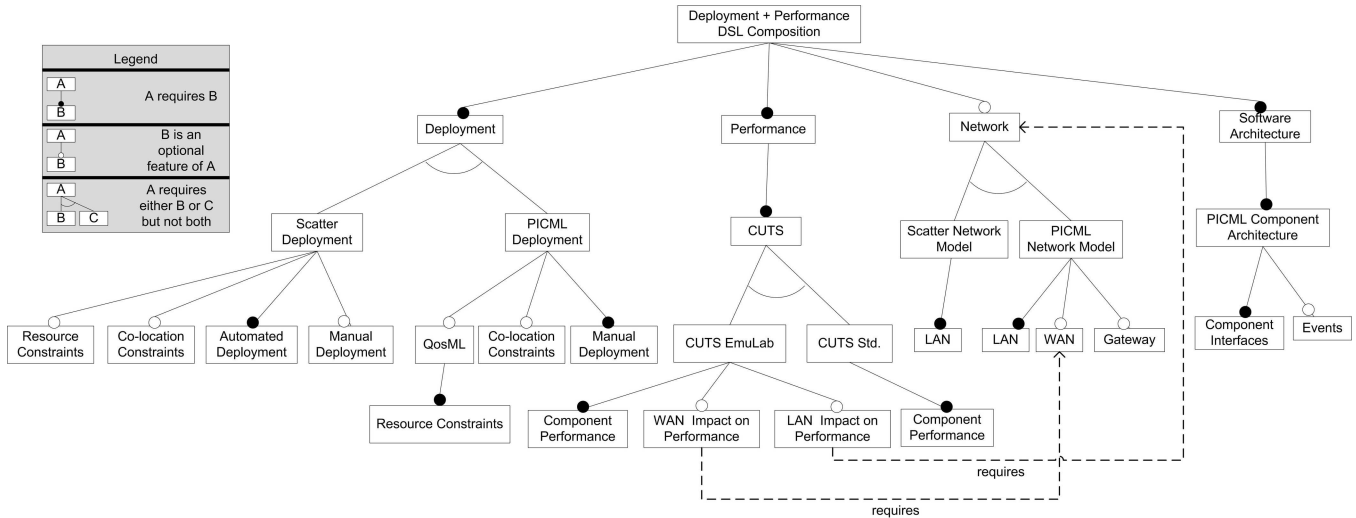 Deployment + Performance
DSL Composition
Legend
A
A requires B
B
A
B is an
optional
feature of A
B
A
A requires
either B or C
but not both
B
C
Deployment
Performance
Network
Software
Architecture
Scatter
Deployment
PICML
Deployment
CUTS
Scatter Network
Model
PICML
Network Model
PICML Component
Architecture
Resource
Constraints
Co-location
Constraints
Automated
Deployment
Manual
Deployment
QosML
Co-location
Constraints
Manual
Deployment
CUTS EmuLab
CUTS Std.
LAN
LAN
WAN
Gateway
Component
Interfaces
Events
Resource Constraints
Component
Performance
WAN Impact on
Performance
LAN Impact on
Performance
Component
Performance
requires
requires